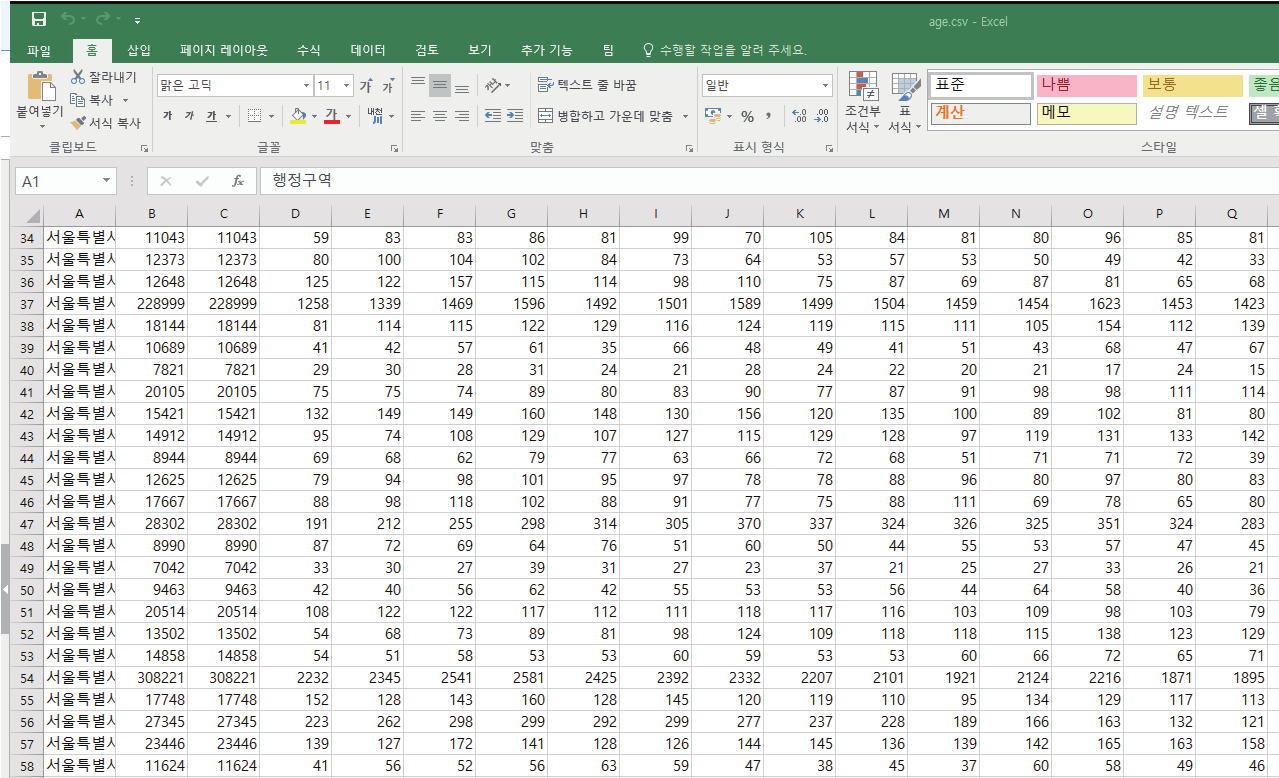 age.csv - Excel
파일 홈 삽입 페이지 레이아웃 수식 데이터 검토 보기 추가 기능 팀 수행할 작업을 알려 주세요.
붙여넣기 잘라내기 복사 서식 복사
맑은 고딕 11 가 가
가 가 가 가 내천
텍스트 줄 바꿈
병합하고 가운데 맞춤
일반
% ,
조건부 서식 표 서식
표준 나쁨 보통 좋음
계산 메모 설명 텍스트
클립보드 글꼴 맞춤 표시 형식 스타일
A1 fx 행정구역
A B C D E F G H I J K L M N O P Q
34 서울특별시 11043 11043 59 83 83 86 81 99 70 105 84 81 80 96 85 81
35 서울특별시 12373 12373 80 100 104 102 84 73 64 53 57 53 50 49 42 33
36 서울특별시 12648 12648 125 122 157 115 114 98 110 75 87 69 87 81 65 68
37 서울특별시 228999 228999 1258 1339 1469 1596 1492 1501 1589 1499 1504 1459 1454 1623 1453 1423
38 서울특별시 18144 18144 81 114 115 122 129 116 124 119 115 111 105 154 112 139
39 서울특별시 10689 10689 41 42 57 61 35 66 48 49 41 51 43 68 47 67
40 서울특별시 7821 7821 29 30 28 31 24 21 28 24 22 20 21 17 24 15
41 서울특별시 20105 20105 75 75 74 89 80 83 90 77 87 91 98 98 111 114
42 서울특별시 15421 15421 132 149 149 160 148 130 156 120 135 100 89 102 81 80
43 서울특별시 14912 14912 95 74 108 129 107 127 115 129 128 97 119 131 133 142
44 서울특별시 8944 8944 69 68 62 79 77 63 66 72 68 51 71 71 72 39
45 서울특별시 12625 12625 79 94 98 101 95 97 78 78 88 96 80 97 80 83
46 서울특별시 17667 17667 88 98 118 102 88 91 77 75 88 111 69 78 65 80
47 서울특별시 28302 28302 191 212 255 298 314 305 370 337 324 326 325 351 324 283
48 서울특별시 8990 8990 87 72 69 64 76 51 60 50 44 55 53 57 47 45
49 서울특별시 7042 7042 33 30 27 39 31 27 23 37 21 25 27 33 26 21
50 서울특별시 9463 9463 42 40 56 62 42 55 53 53 56 44 64 58 40 36
51 서울특별시 20514 20514 108 122 122 117 112 111 118 117 116 103 109 98 103 79
52 서울특별시 13502 13502 54 68 73 89 81 98 124 109 118 118 115 138 123 129
53 서울특별시 14858 14858 54 51 58 53 53 60 59 53 53 60 66 72 65 71
54 서울특별시 308221 308221 2232 2345 2541 2581 2425 2392 2332 2207 2101 1921 2124 2216 1871 1895
55 서울특별시 17748 17748 152 128 143 160 128 145 120 119 110 95 134 129 117 113
56 서울특별시 27345 27345 223 262 298 299 292 299 277 237 228 189 166 163 132 121
57 서울특별시 23446 23446 139 127 172 141 128 126 144 145 136 139 142 165 163 158
58 서울특별시 11624 11624 41 56 52 56 63 59 47 38 45 37 60 58 49 46